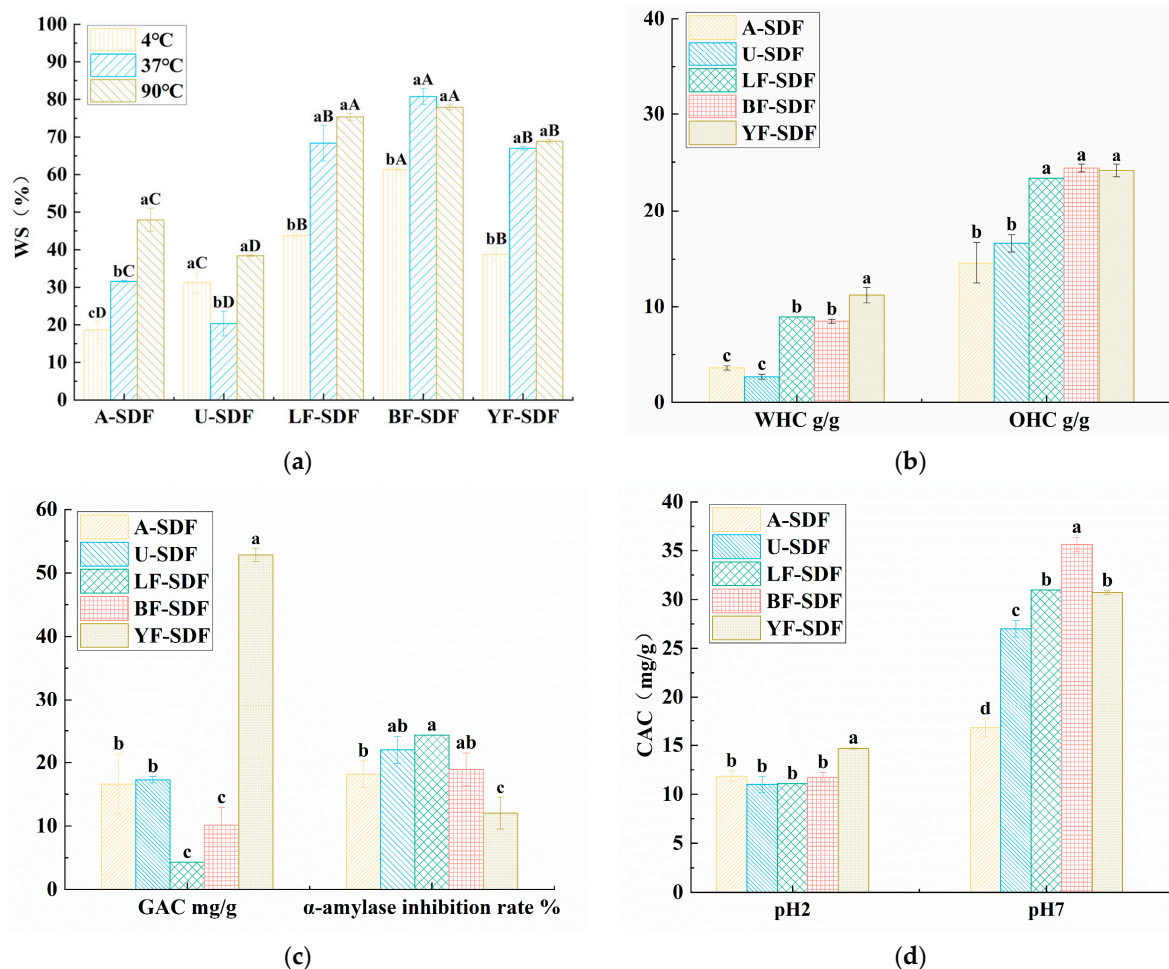 100
90
80
70
60
50
40
30
20
10
0
WS（%）
4℃
37℃
90℃
cD
bC
aC
aC
bD
aD
bB
aB
aA
bA
aA
aA
bB
aB
aB
A-SDF
U-SDF
LF-SDF
BF-SDF
YF-SDF
(a)
40
30
20
10
0
A-SDF
U-SDF
LF-SDF
BF-SDF
YF-SDF
c
c
b
b
a
b
b
a
a
a
WHC g/g
OHC g/g
(b)
60
50
40
30
20
10
0
A-SDF
U-SDF
LF-SDF
BF-SDF
YF-SDF
b
b
c
c
a
b
ab
a
ab
c
GAC mg/g
α-amylase inhibition rate %
(c)
40
35
30
25
20
15
10
5
0
CAC（mg/g）
A-SDF
U-SDF
LF-SDF
BF-SDF
YF-SDF
b
b
b
b
a
d
c
b
a
b
pH2
pH7
(d)